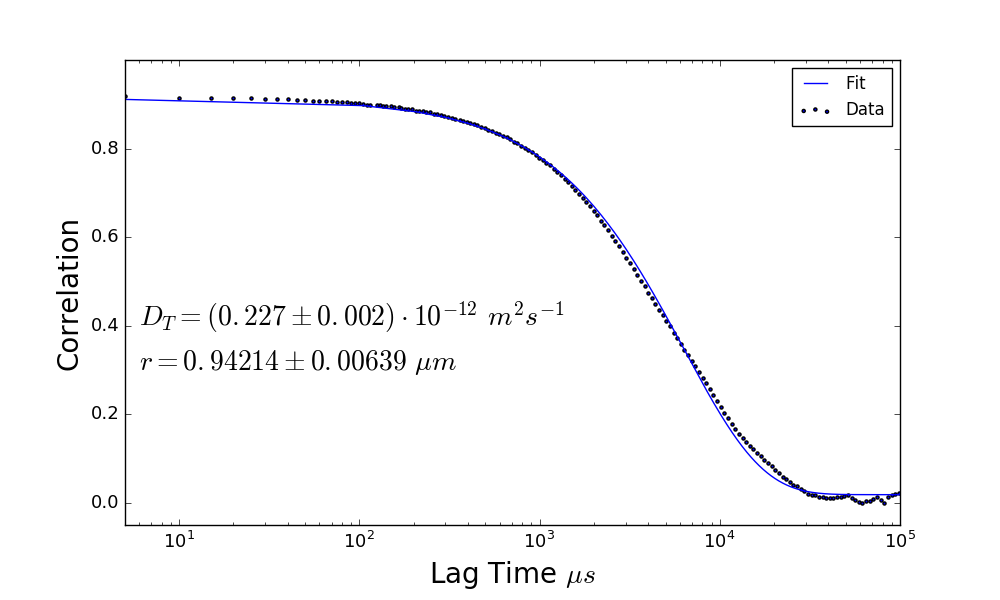 Fit
Data
0.8
0.6
0.4
0.2
0.0
Correlation
D_T = (0.227 ± 0.002) · 10^{-12} m^2 s^{-1}
r = 0.94214 ± 0.00639 μm
10^1 10^2 10^3 10^4 10^5
Lag Time μs